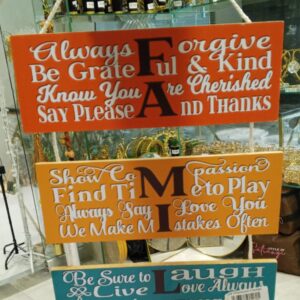 Always Forgive
Be Grateful & Kind
Know You Are Cherished
Say Please And Thanks
Show Compassion
Find Time to Play
Always Say I Love You
We Make Mistakes Often
Be Sure to Laugh
& Live Love Always